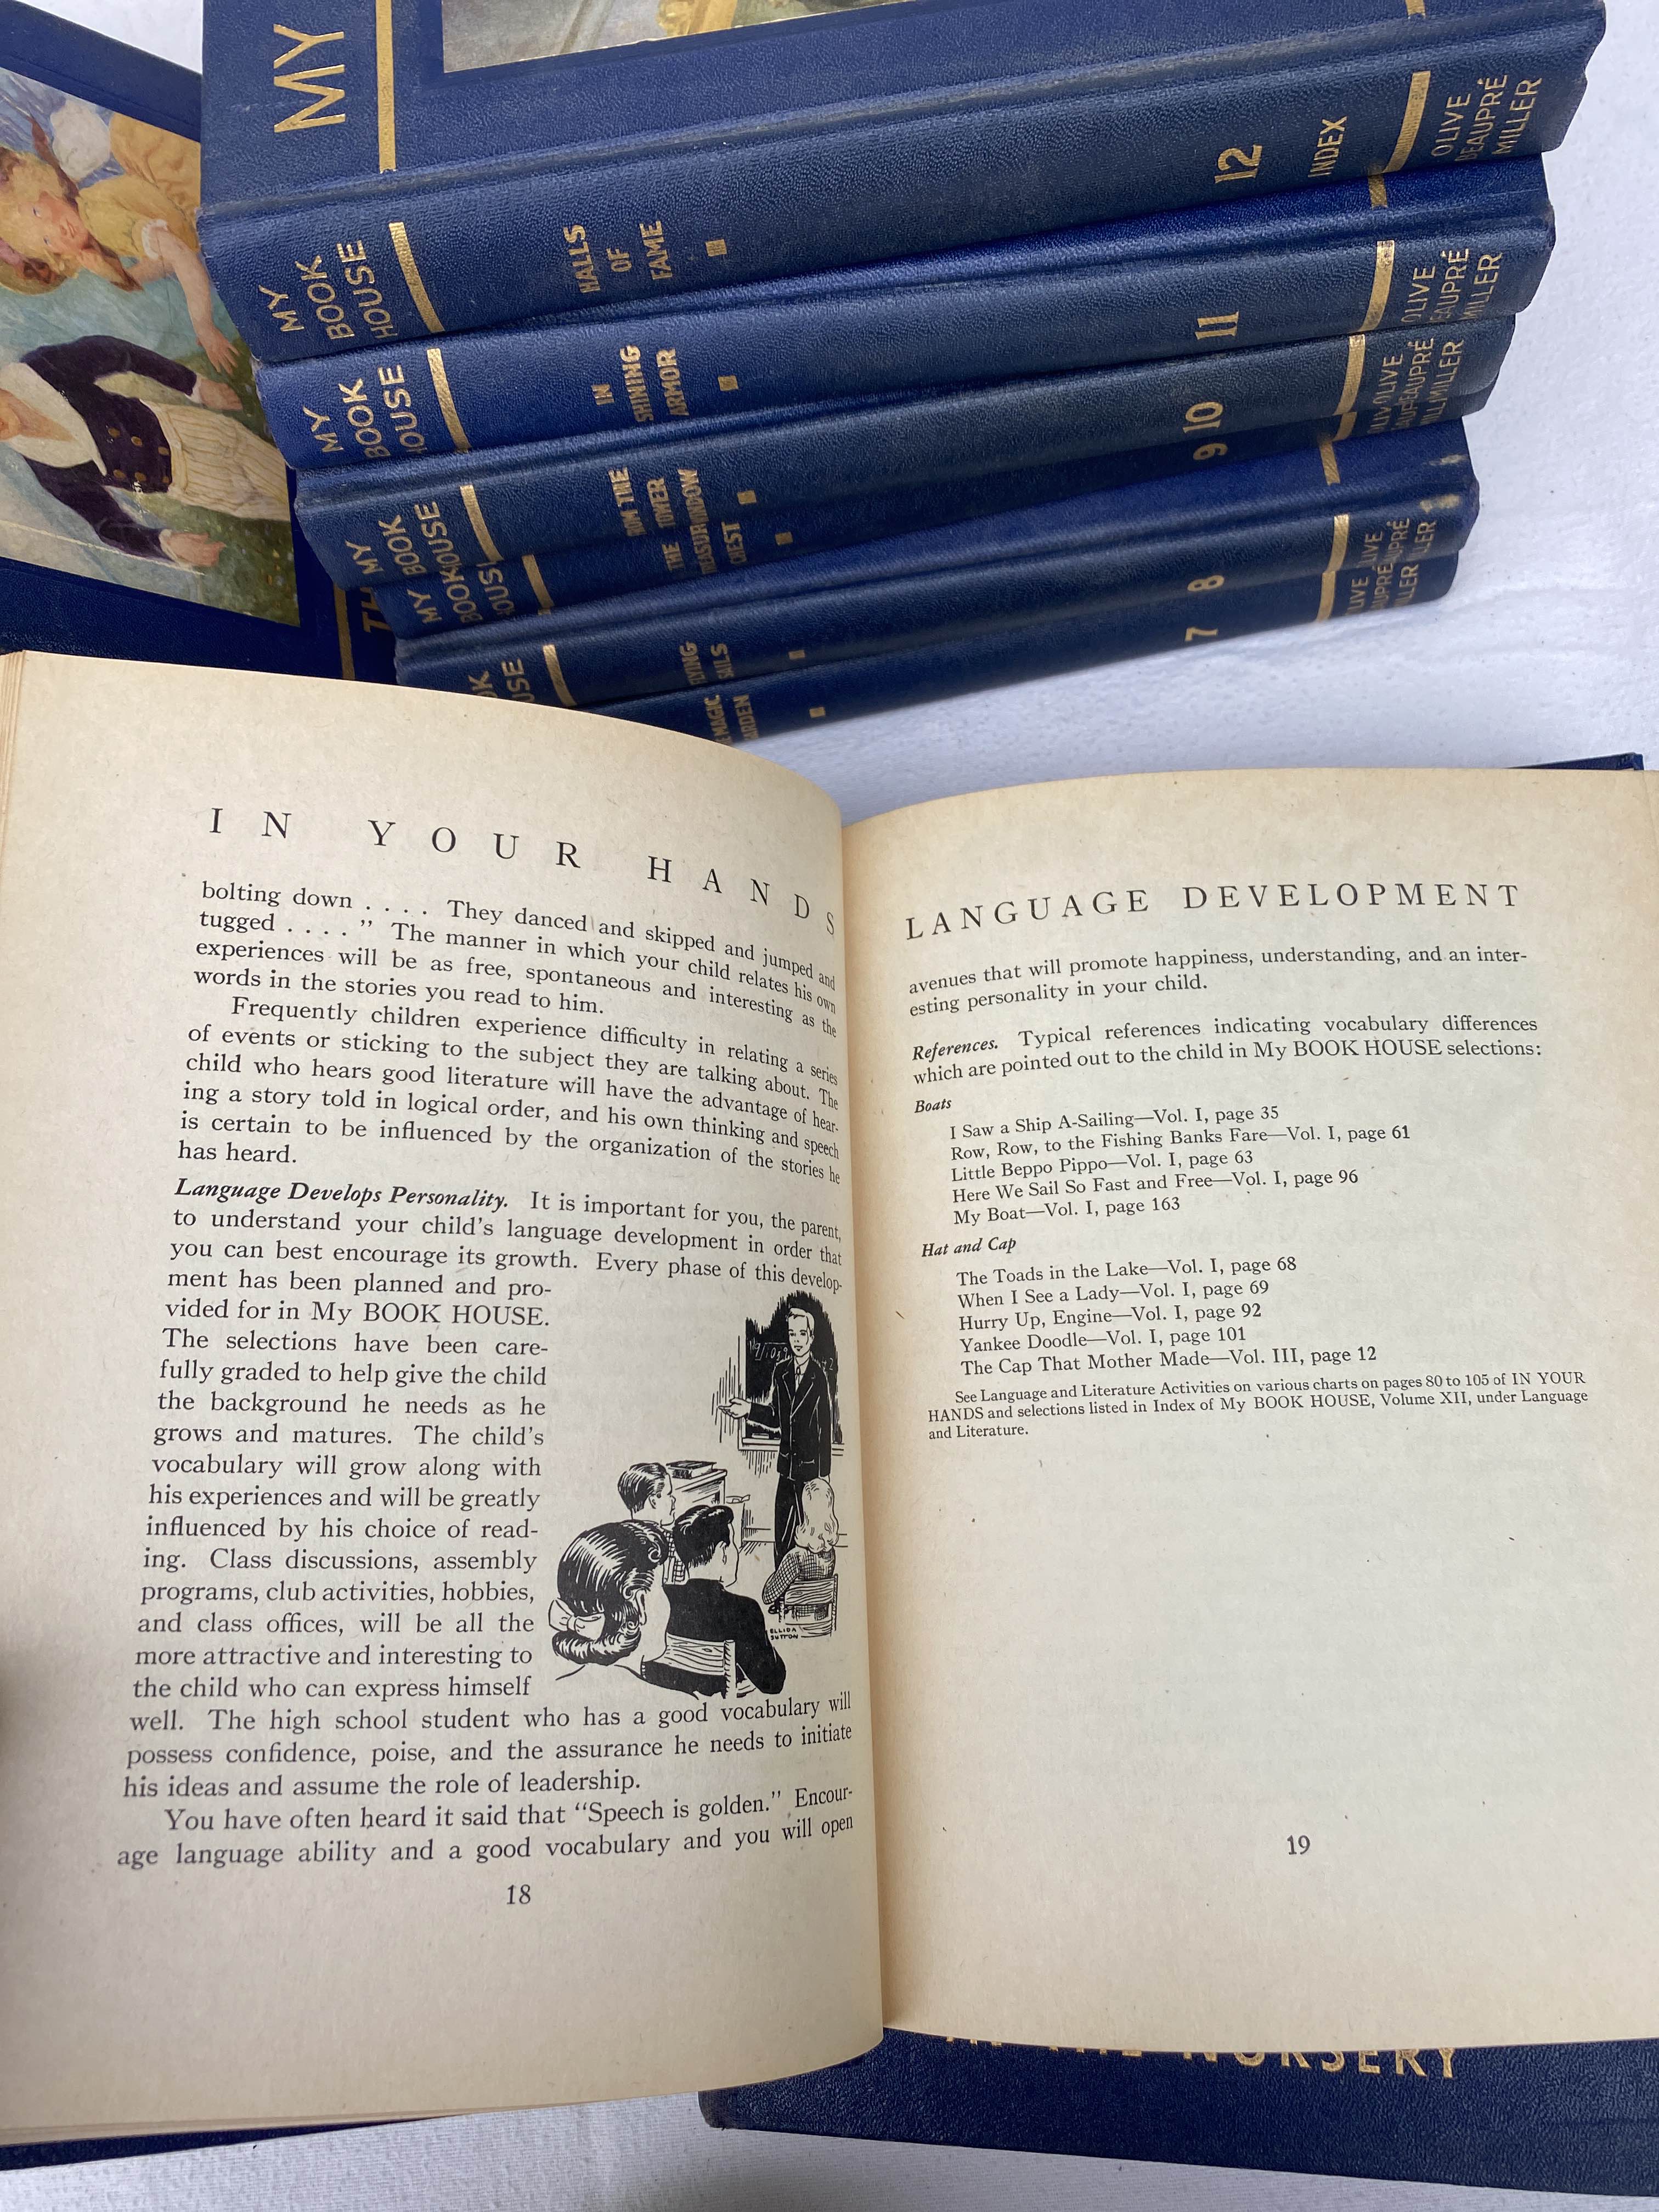 MY
MY
BOOK
HOUSE
HALLS
OF
FAME
12
INDEX
OLIVE
BEAUPRÉ
MILLER
MY
BOOK
HOUSE
IN
SHINING
ARMOR
11
OLIVE
EAUPRÉ
MILLER
MY
BOOK
HOUSE
THE
TOWER
10
OLIVE
EAUPRÉ
MILLER
MY
BOOK
HOUSE
THE
TREASURE
CHEST
9
FLYING
SAILS
8
MAGIC
GARDEN
7
IN YOUR HANDS
bolting down . . . . They danced and skipped and jumped and
tugged . . . . ” The manner in which your child relates his own
experiences will be as free, spontaneous and interesting as the
words in the stories you read to him.
Frequently children experience difficulty in relating a series
of events or sticking to the subject they are talking about. The
child who hears good literature will have the advantage of hear-
ing a story told in logical order, and his own thinking and speech
is certain to be influenced by the organization of the stories he
has heard.
Language Develops Personality. It is important for you, the parent,
to understand your child’s language development in order that
you can best encourage its growth. Every phase of this develop-
ment has been planned and pro-
vided for in My BOOK HOUSE.
The selections have been care-
fully graded to help give the child
the background he needs as he
grows and matures. The child’s
vocabulary will grow along with
his experiences and will be greatly
influenced by his choice of read-
ing. Class discussions, assembly
programs, club activities, hobbies,
and class offices, will be all the
more attractive and interesting to
the child who can express himself
well. The high school student who has a good vocabulary will
possess confidence, poise, and the assurance he needs to initiate
his ideas and assume the role of leadership.
You have often heard it said that “Speech is golden.” Encour-
age language ability and a good vocabulary and you will open
ELLIDA
SUTTON
18
LANGUAGE DEVELOPMENT
avenues that will promote happiness, understanding, and an inter-
esting personality in your child.
References. Typical references indicating vocabulary differences
which are pointed out to the child in My BOOK HOUSE selections:
Boats
I Saw a Ship A-Sailing—Vol. I, page 35
Row, Row, to the Fishing Banks Fare—Vol. I, page 61
Little Beppo Pippo—Vol. I, page 63
Here We Sail So Fast and Free—Vol. I, page 96
My Boat—Vol. I, page 163
Hat and Cap
The Toads in the Lake—Vol. I, page 68
When I See a Lady—Vol. I, page 69
Hurry Up, Engine—Vol. I, page 92
Yankee Doodle—Vol. I, page 101
The Cap That Mother Made—Vol. III, page 12
See Language and Literature Activities on various charts on pages 80 to 105 of IN YOUR
HANDS and selections listed in Index of My BOOK HOUSE, Volume XII, under Language
and Literature.
19
NURSERY